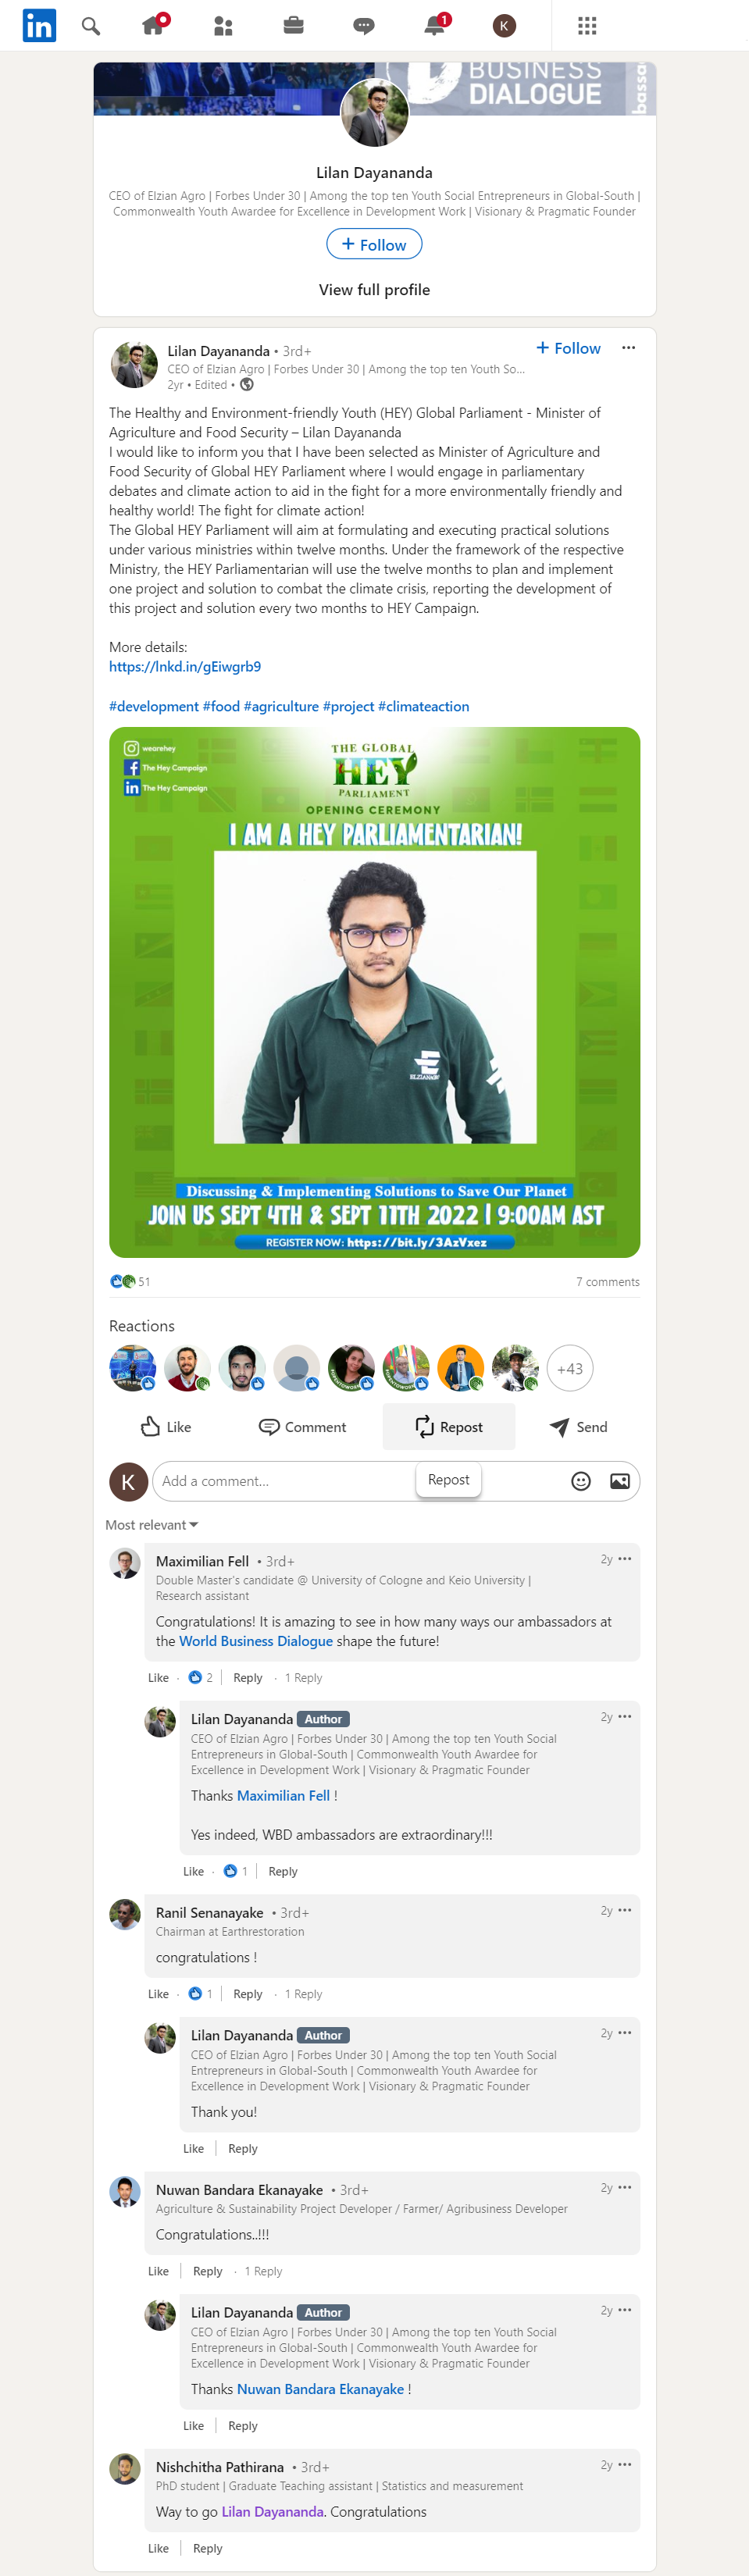 in
1
K
BUSINESS
DIALOGUE
bassa
Lilan Dayananda
CEO of Elzian Agro | Forbes Under 30 | Among the top ten Youth Social Entrepreneurs in Global-South |
Commonwealth Youth Awardee for Excellence in Development Work | Visionary & Pragmatic Founder
+ Follow
View full profile
Lilan Dayananda • 3rd+
+ Follow
CEO of Elzian Agro | Forbes Under 30 | Among the top ten Youth So...
2yr • Edited •
The Healthy and Environment-friendly Youth (HEY) Global Parliament - Minister of
Agriculture and Food Security – Lilan Dayananda
I would like to inform you that I have been selected as Minister of Agriculture and
Food Security of Global HEY Parliament where I would engage in parliamentary
debates and climate action to aid in the fight for a more environmentally friendly and
healthy world! The fight for climate action!
The Global HEY Parliament will aim at formulating and executing practical solutions
under various ministries within twelve months. Under the framework of the respective
Ministry, the HEY Parliamentarian will use the twelve months to plan and implement
one project and solution to combat the climate crisis, reporting the development of
this project and solution every two months to HEY Campaign.
More details:
https://lnkd.in/gEiwgrb9
#development #food #agriculture #project #climateaction
wearehey
The Hey Campaign
The Hey Campaign
THE GLOBAL
HEY
PARLIAMENT
OPENING CEREMONY
I AM A HEY PARLIAMENTARIAN!
ELZIAN
Discussing & Implementing Solutions to Save Our Planet
JOIN US SEPT 4TH & SEPT 11TH 2022 | 9:00AM AST
REGISTER NOW: https://bit.ly/3AzVxez
51
7 comments
Reactions
+43
Like
Comment
Repost
Send
K
Add a comment...
Repost
Most relevant
Maximilian Fell • 3rd+
2y
Double Master's candidate @ University of Cologne and Keio University |
Research assistant
Congratulations! It is amazing to see in how many ways our ambassadors at
the World Business Dialogue shape the future!
Like · 2 | Reply · 1 Reply
Lilan Dayananda Author
2y
CEO of Elzian Agro | Forbes Under 30 | Among the top ten Youth Social
Entrepreneurs in Global-South | Commonwealth Youth Awardee for
Excellence in Development Work | Visionary & Pragmatic Founder
Thanks Maximilian Fell !
Yes indeed, WBD ambassadors are extraordinary!!!
Like · 1 | Reply
Ranil Senanayake • 3rd+
2y
Chairman at Earthrestoration
congratulations !
Like · 1 | Reply · 1 Reply
Lilan Dayananda Author
2y
CEO of Elzian Agro | Forbes Under 30 | Among the top ten Youth Social
Entrepreneurs in Global-South | Commonwealth Youth Awardee for
Excellence in Development Work | Visionary & Pragmatic Founder
Thank you!
Like | Reply
Nuwan Bandara Ekanayake • 3rd+
2y
Agriculture & Sustainability Project Developer / Farmer/ Agribusiness Developer
Congratulations..!!!
Like | Reply · 1 Reply
Lilan Dayananda Author
2y
CEO of Elzian Agro | Forbes Under 30 | Among the top ten Youth Social
Entrepreneurs in Global-South | Commonwealth Youth Awardee for
Excellence in Development Work | Visionary & Pragmatic Founder
Thanks Nuwan Bandara Ekanayake !
Like | Reply
Nishchitha Pathirana • 3rd+
2y
PhD student | Graduate Teaching assistant | Statistics and measurement
Way to go Lilan Dayananda. Congratulations
Like | Reply